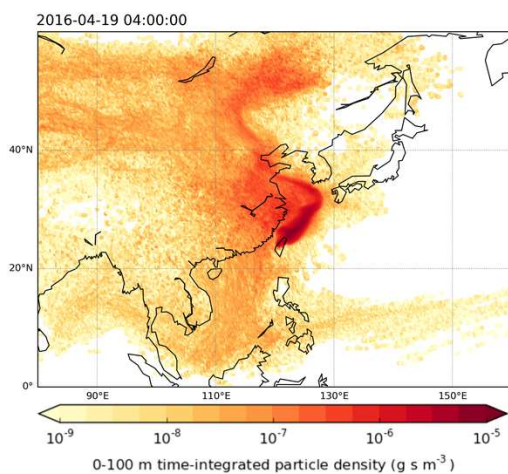 2016-04-19 04:00:00
40°N
20°N
0°
90°E 110°E 130°E 150°E
10⁻⁹ 10⁻⁸ 10⁻⁷ 10⁻⁶ 10⁻⁵
0-100 m time-integrated particle density (g s m⁻³)